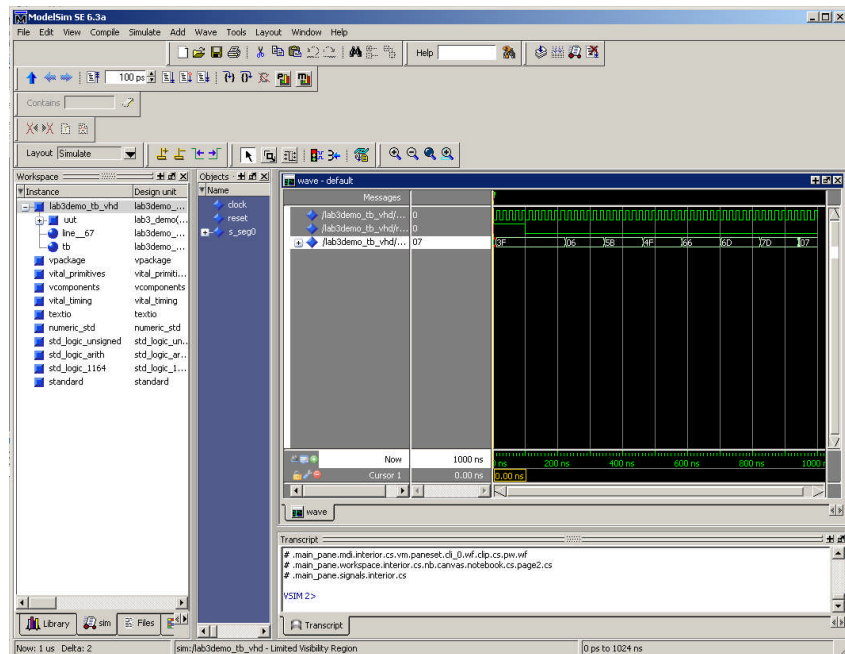 ModelSim SE 6.3a
File Edit View Compile Simulate Add Wave Tools Layout Window Help
Help
100 ps
Contains
Layout Simulate
Workspace
Instance Design unit
lab3demo_tb_vhd lab3demo_...
uut lab3_demo(...
line__67 lab3demo_...
tb lab3demo_...
vpackage vpackage
vital_primitives vital_primiti...
vcomponents vcomponents
vital_timing vital_timing
textio textio
numeric_std numeric_std
std_logic_unsigned std_logic_un...
std_logic_arith std_logic_ar...
std_logic_1164 std_logic_1...
standard standard
Library sim Files
Objects
Name
clock
reset
s_seg0
wave - default
Messages
/lab3demo_tb_vhd/... 0
/lab3demo_tb_vhd/r... 0
/lab3demo_tb_vhd/... 07 3F 06 5B 4F 66 6D 7D 07
Now 1000 ns ns 200 ns 400 ns 600 ns 800 ns 1000
Cursor 1 0.00 ns 0.00 ns
wave
Transcript
# .main_pane.mdi.interior.cs.vm.paneset.cli_0.wf.clip.cs.pw.wf
# .main_pane.workspace.interior.cs.nb.canvas.notebook.cs.page2.cs
# .main_pane.signals.interior.cs
VSIM 2>
Transcript
Now: 1 us Delta: 2 sim:/lab3demo_tb_vhd - Limited Visibility Region 0 ps to 1024 ns